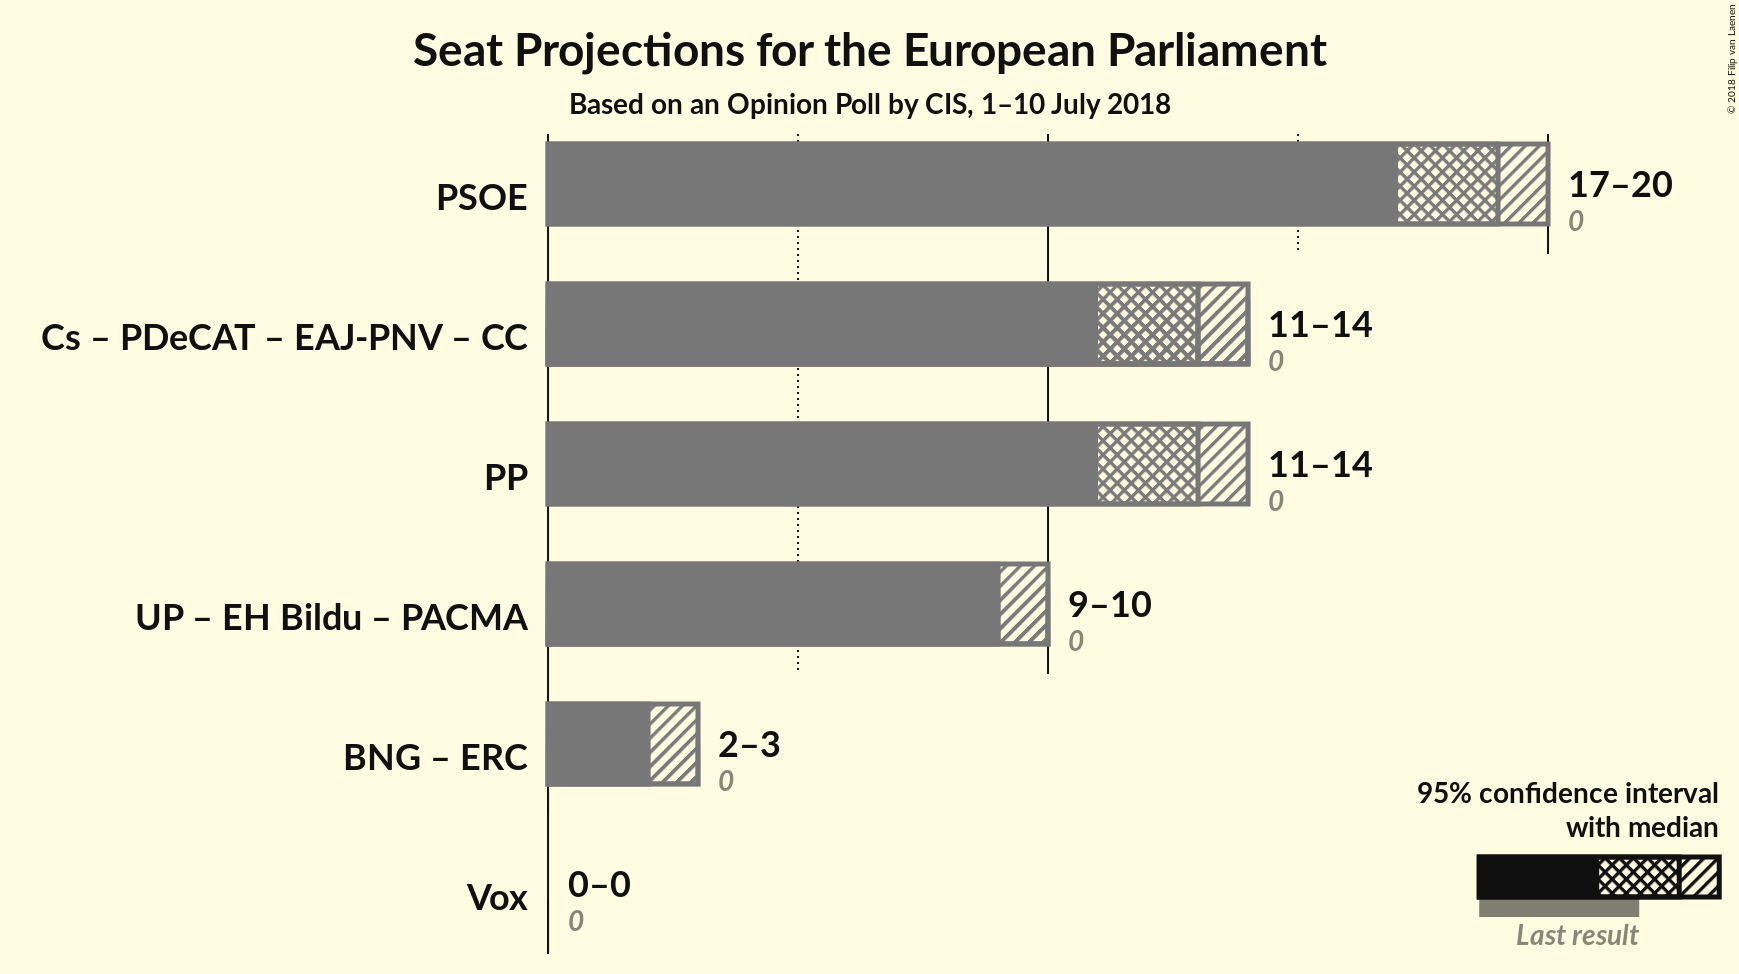 Seat Projections for the European Parliament
Based on an Opinion Poll by CIS, 1–10 July 2018
© 2018 Filip van Laenen
PSOE
17–20
0
Cs – PDeCAT – EAJ-PNV – CC
11–14
0
PP
11–14
0
UP – EH Bildu – PACMA
9–10
0
BNG – ERC
2–3
0
Vox
0–0
0
95% confidence interval
with median
Last result